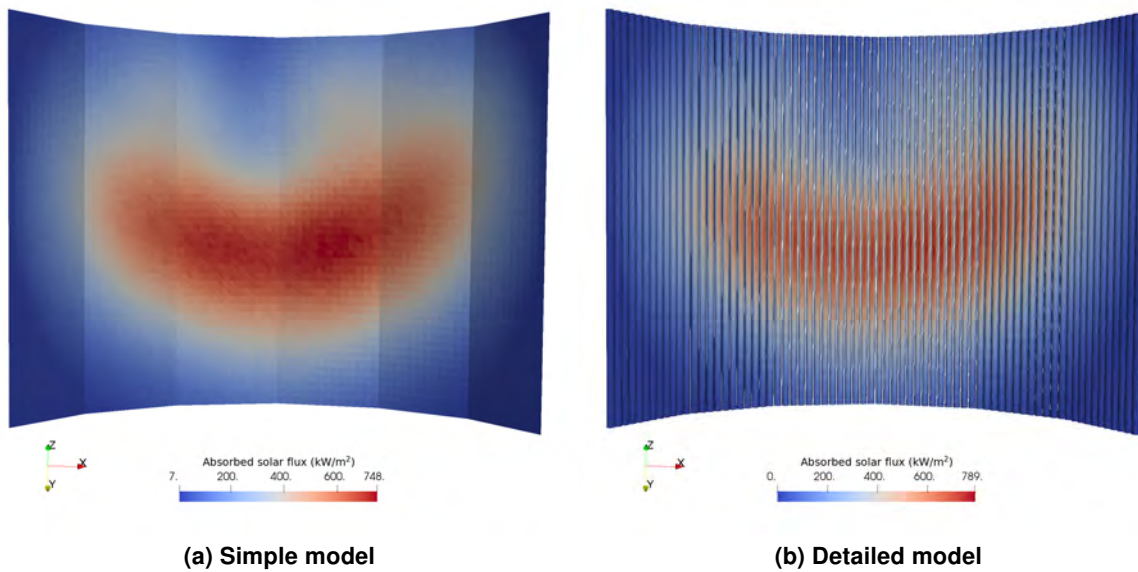 Z
X
Y
Absorbed solar flux (kW/m²)
7. 200. 400. 600. 748.
(a) Simple model
Z
X
Y
Absorbed solar flux (kW/m²)
0. 200. 400. 600. 789.
(b) Detailed model